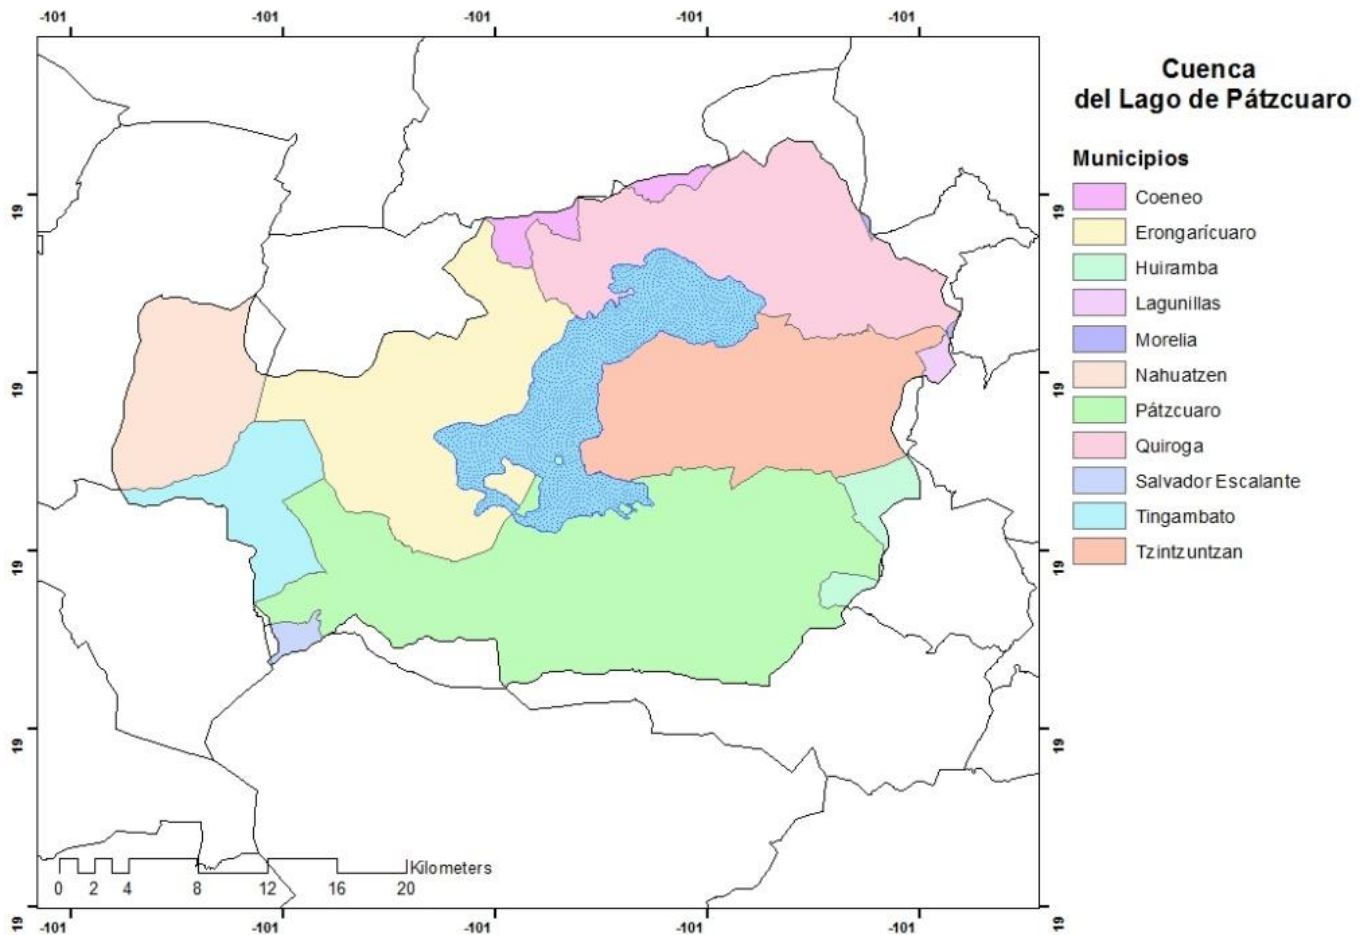 -101 -101 -101 -101 -101
Cuenca
del Lago de Pátzcuaro
Municipios
Coeneo
Erongarícuaro
Huiramba
Lagunillas
Morelia
Nahuatzen
Pátzcuaro
Quiroga
Salvador Escalante
Tingambato
Tzintzuntzan
19 19
19 19
19 19
19 19
19 19
Kilometers
0 2 4 8 12 16 20
-101 -101 -101 -101 -101